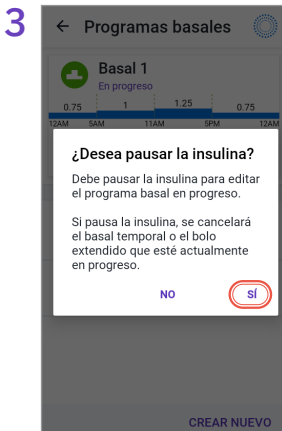 3
Programas basales
Basal 1
En progreso
0.75 1 1.25 0.75
12AM 5AM 11AM 5PM 12AM
¿Desea pausar la insulina?
Debe pausar la insulina para editar
el programa basal en progreso.
Si pausa la insulina, se cancelará
el basal temporal o el bolo
extendido que esté actualmente
en progreso.
NO SÍ
CREAR NUEVO